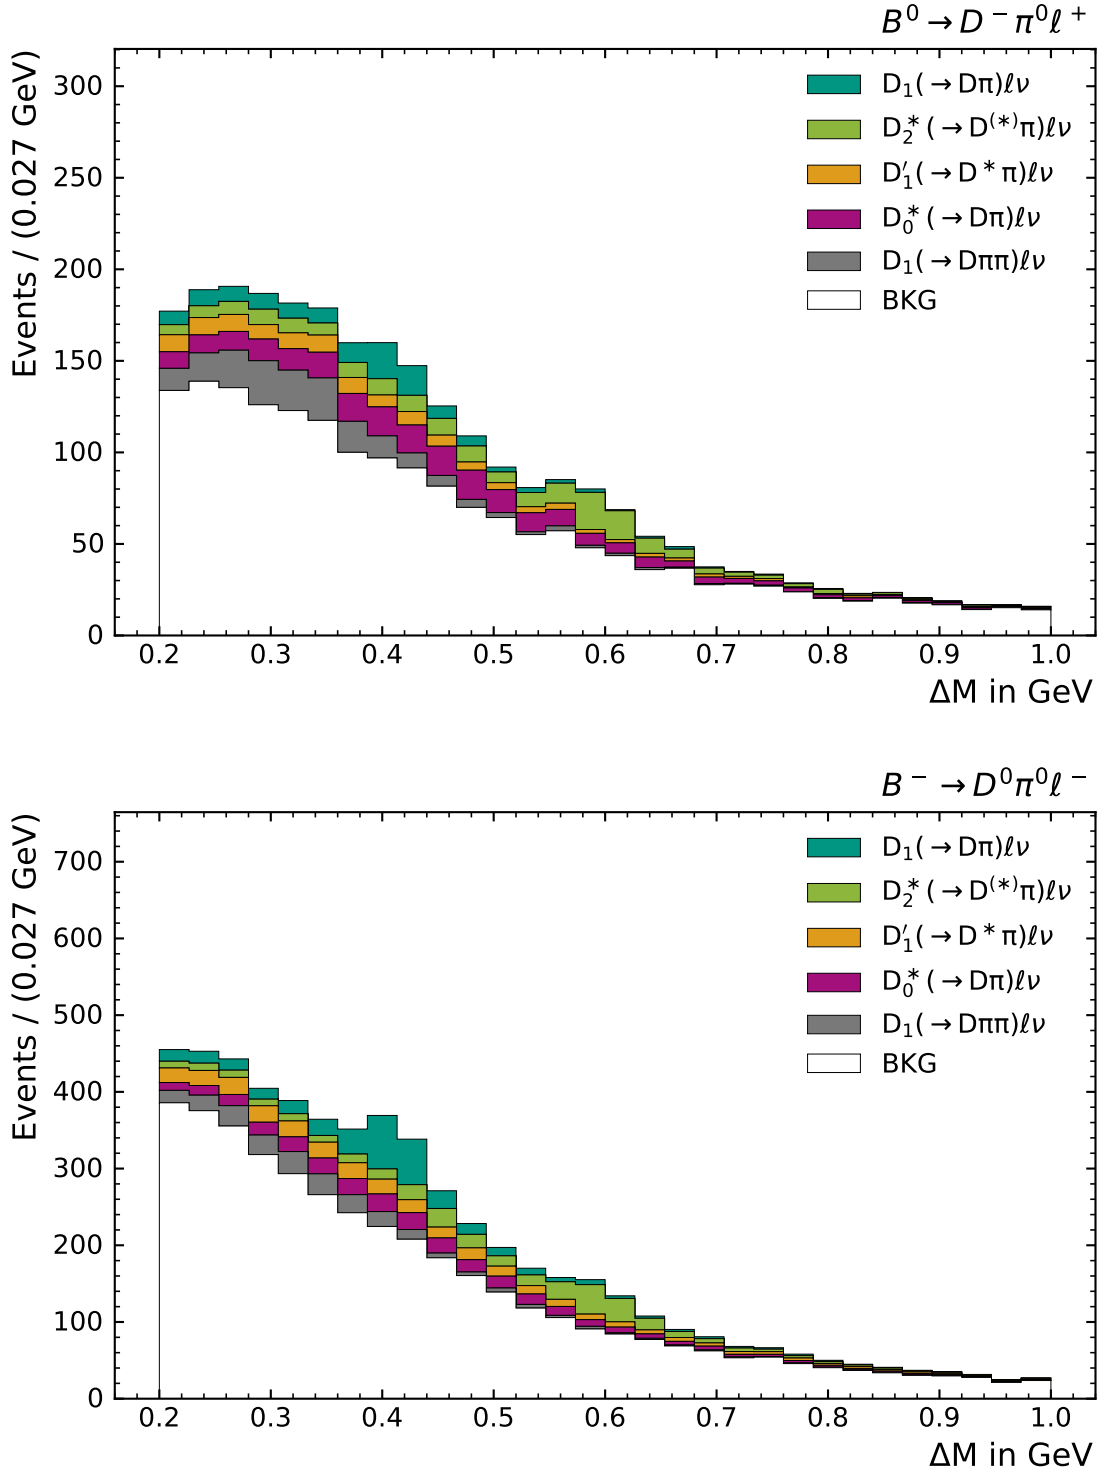 B⁰ → D⁻π⁰ℓ⁺
Events / (0.027 GeV)
300
250
200
150
100
50
0
D₁(→Dπ)ℓν
D₂*(→D⁽*⁾π)ℓν
D₁′(→D*π)ℓν
D₀*(→Dπ)ℓν
D₁(→Dππ)ℓν
BKG
0.2 0.3 0.4 0.5 0.6 0.7 0.8 0.9 1.0
ΔM in GeV
B⁻ → D⁰π⁰ℓ⁻
Events / (0.027 GeV)
700
600
500
400
300
200
100
0
D₁(→Dπ)ℓν
D₂*(→D⁽*⁾π)ℓν
D₁′(→D*π)ℓν
D₀*(→Dπ)ℓν
D₁(→Dππ)ℓν
BKG
0.2 0.3 0.4 0.5 0.6 0.7 0.8 0.9 1.0
ΔM in GeV